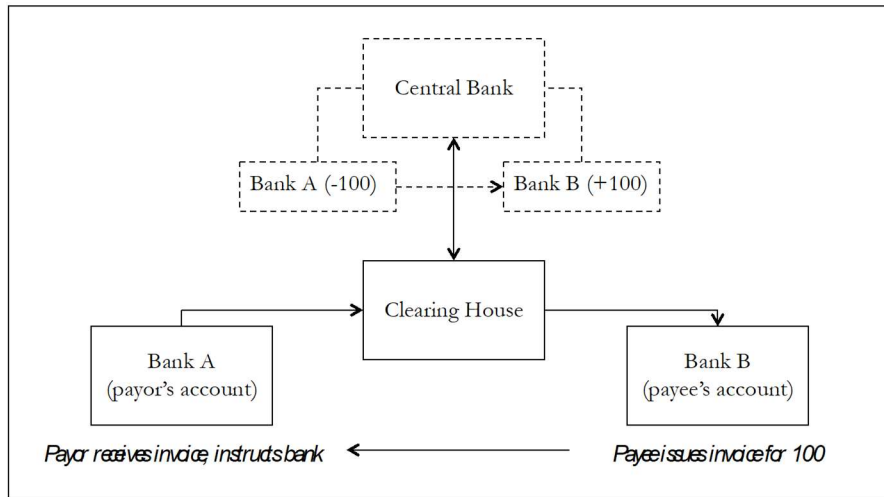 Central Bank
Bank A (-100)
Bank B (+100)
Clearing House
Bank A
(payor's account)
Bank B
(payee's account)
Payor receives invoice, instructs bank
Payee issues invoice for 100